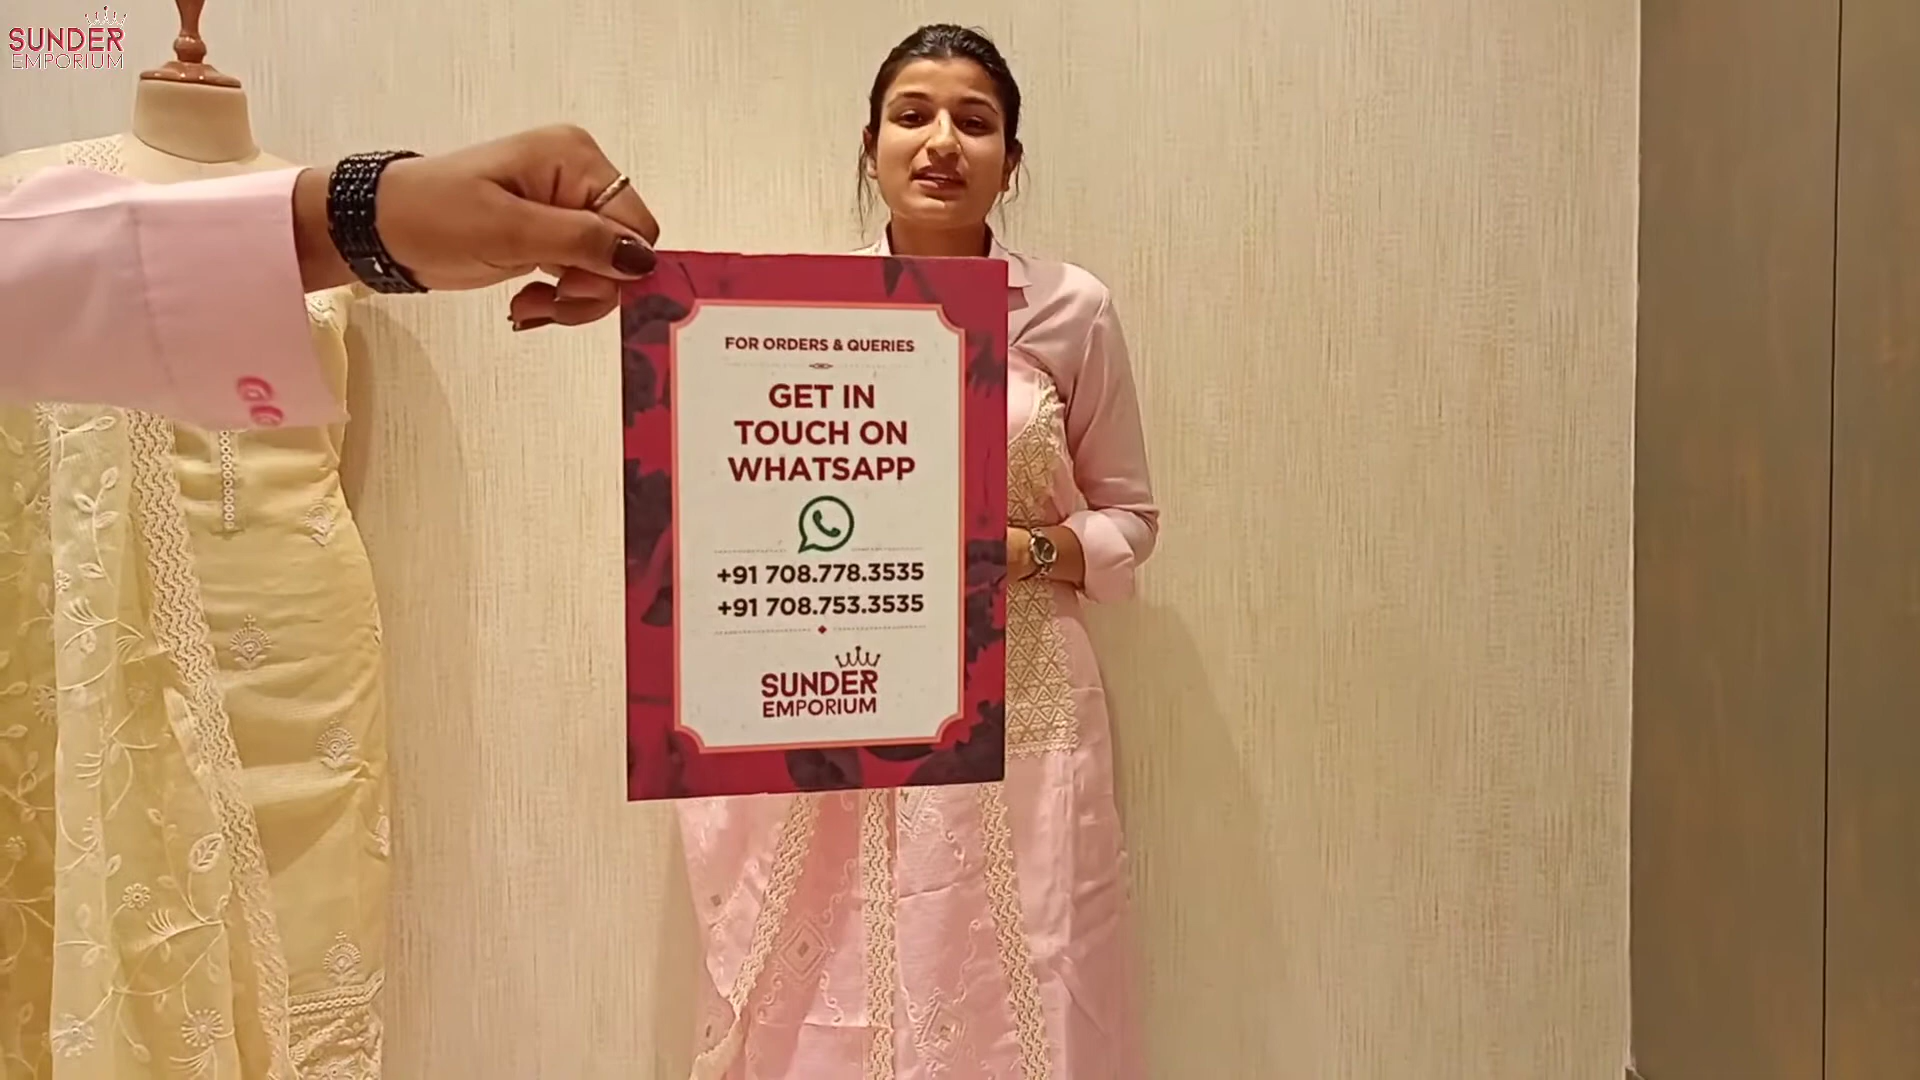 SUNDER
EMPORIUM
FOR ORDERS & QUERIES
GET IN
TOUCH ON
WHATSAPP
+91 708.778.3535
+91 708.753.3535
SUNDER
EMPORIUM